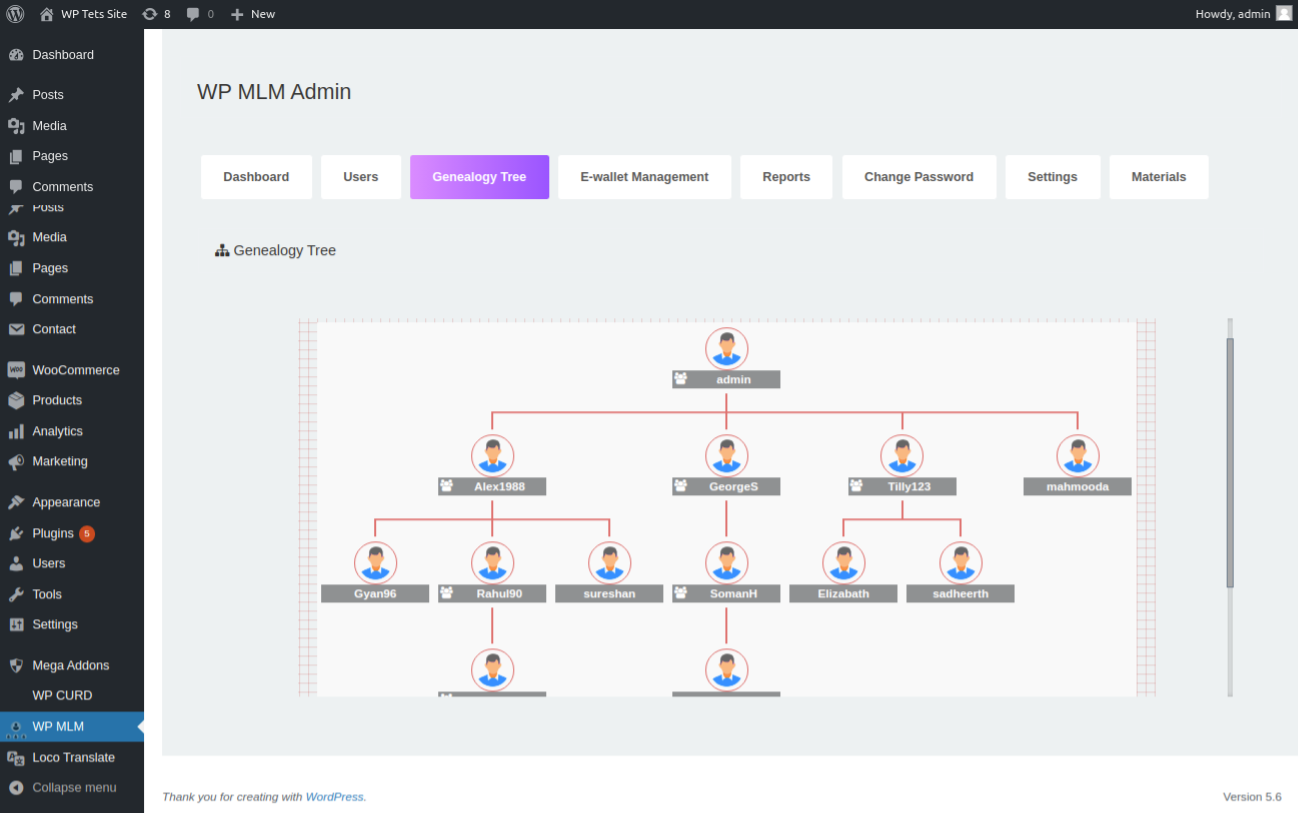 WP Tets Site 8 0 New Howdy, admin
Dashboard
Posts
Media
Pages
Comments
Posts
Media
Pages
Comments
Contact
WooCommerce
Products
Analytics
Marketing
Appearance
Plugins 5
Users
Tools
Settings
Mega Addons
WP CURD
WP MLM
Loco Translate
Collapse menu
WP MLM Admin
Dashboard Users Genealogy Tree E-wallet Management Reports Change Password Settings Materials
Genealogy Tree
admin
Alex1988 GeorgeS Tilly123 mahmooda
Gyan96 Rahul90 sureshan SomanH Elizabath sadheerth
Thank you for creating with WordPress. Version 5.6